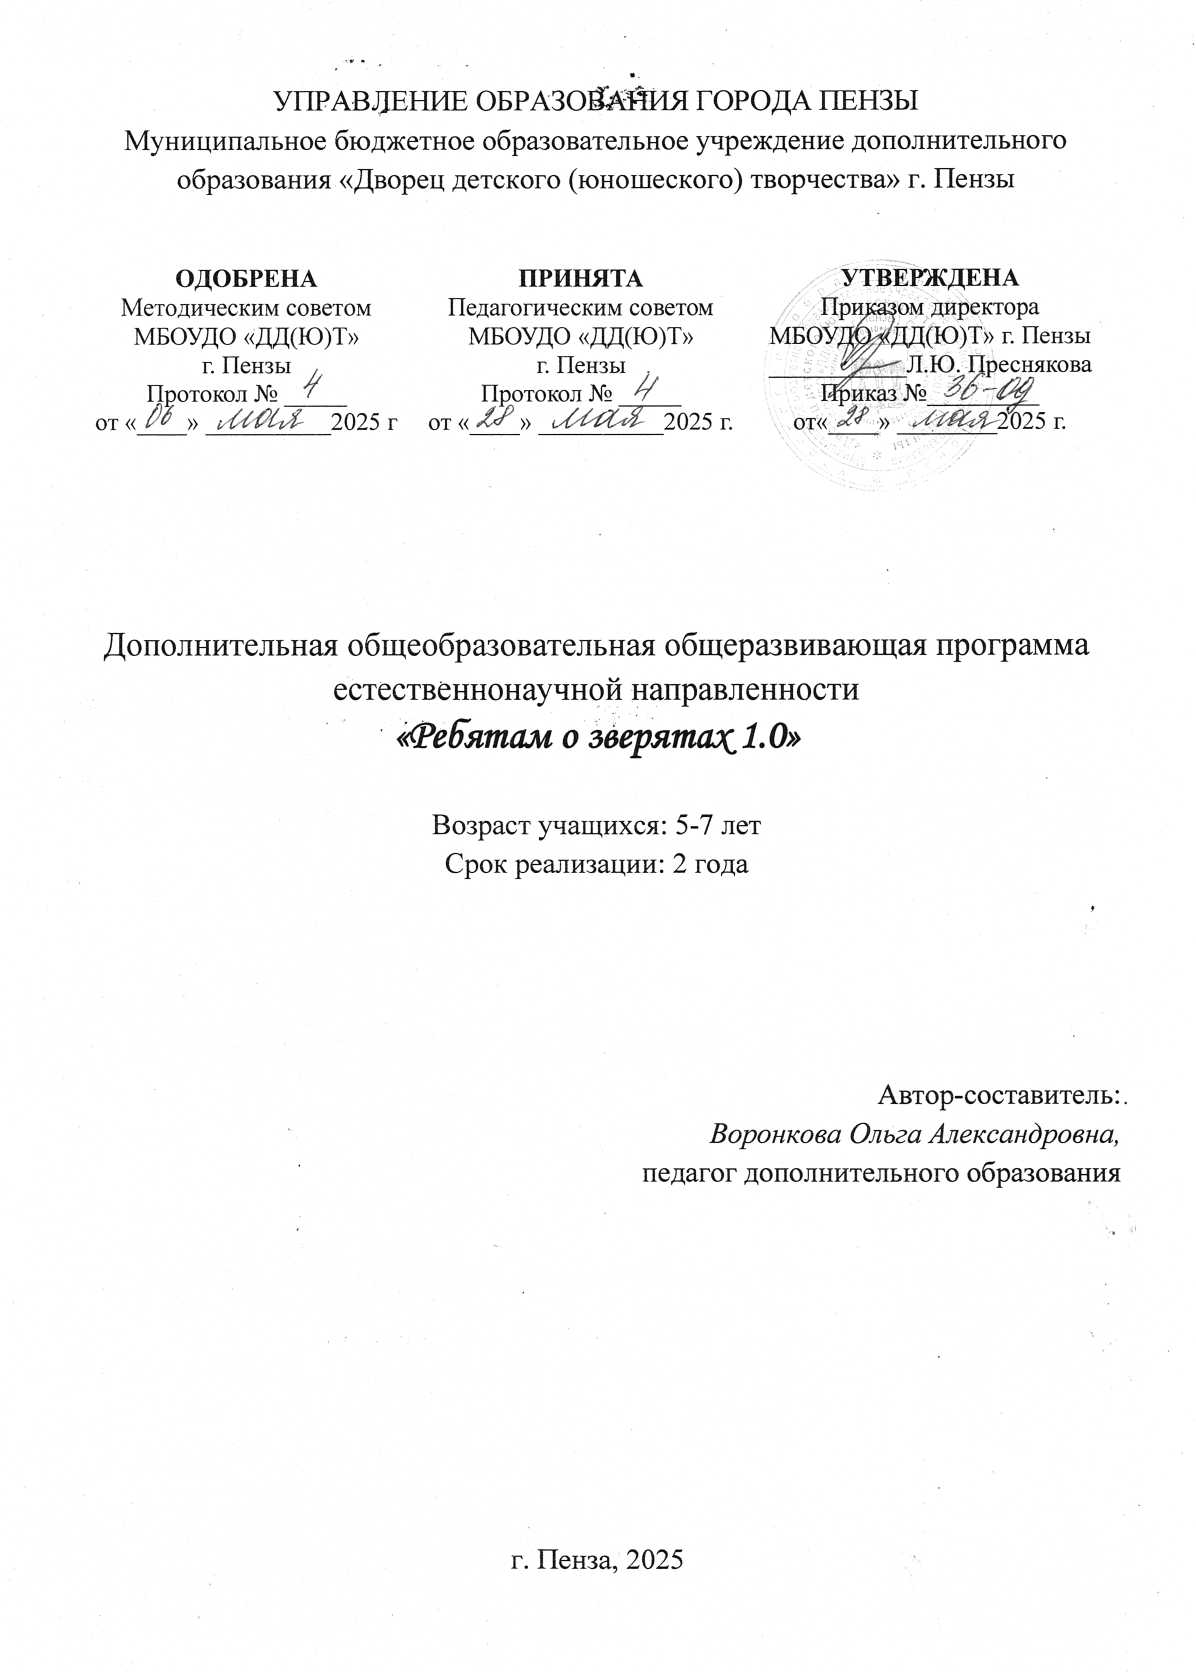 УПРАВЛЕНИЕ ОБРАЗОВАНИЯ ГОРОДА ПЕНЗЫ
Муниципальное бюджетное образовательное учреждение дополнительного
образования «Дворец детского (юношеского) творчества» г. Пензы
ОДОБРЕНА
Методическим советом
МБОУДО «ДД(Ю)Т»
г. Пензы
Протокол № 4
от «06» мая 2025 г
ПРИНЯТА
Педагогическим советом
МБОУДО «ДД(Ю)Т»
г. Пензы
Протокол № 4
от «28» мая 2025 г.
УТВЕРЖДЕНА
Приказом директора
МБОУДО «ДД(Ю)Т» г. Пензы
Л.Ю. Преснякова
Приказ № 36-од
от«28» мая 2025 г.
Дополнительная общеобразовательная общеразвивающая программа
естественнонаучной направленности
«Ребятам о зверятах 1.0»
Возраст учащихся: 5-7 лет
Срок реализации: 2 года
Автор-составитель:
Воронкова Ольга Александровна,
педагог дополнительного образования
г. Пенза, 2025